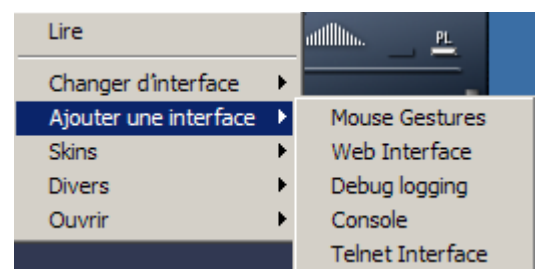 Lire
PL
Changer d'interface
Ajouter une interface
Skins
Divers
Ouvrir
Mouse Gestures
Web Interface
Debug logging
Console
Telnet Interface